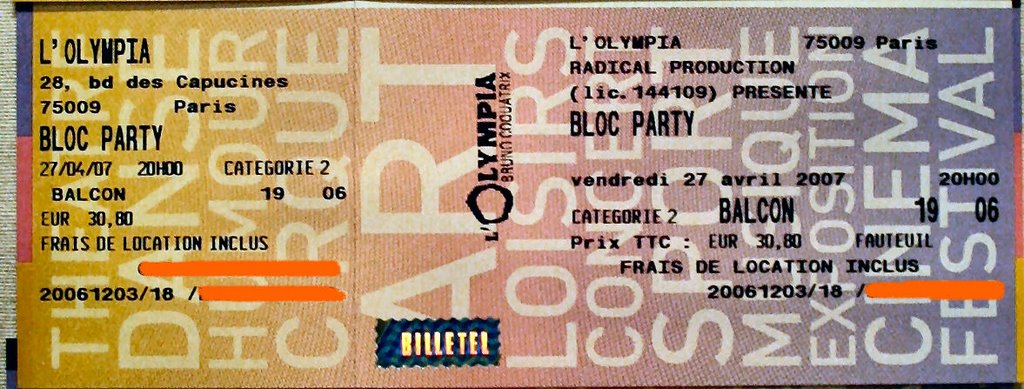 L'OLYMPIA
28, bd des Capucines
75009 Paris
BLOC PARTY
27/04/07 20H00 CATEGORIE 2
BALCON 19 06
EUR 30,80
FRAIS DE LOCATION INCLUS
20061203/18 /
L'OLYMPIA
BRUNO COQUATRIX
BILLETEL
L'OLYMPIA 75009 Paris
RADICAL PRODUCTION
(lic.144109) PRESENTE
BLOC PARTY
vendredi 27 avril 2007 20H00
CATEGORIE 2 BALCON 19 06
Prix TTC : EUR 30,80 FAUTEUIL
FRAIS DE LOCATION INCLUS
20061203/18 /
THEATRE
DANSE
HUMOUR
CIRQUE
ART
LOISIRS
CONCERT
SPORT
MUSIQUE
EXPOSITION
CINEMA
FESTIVAL